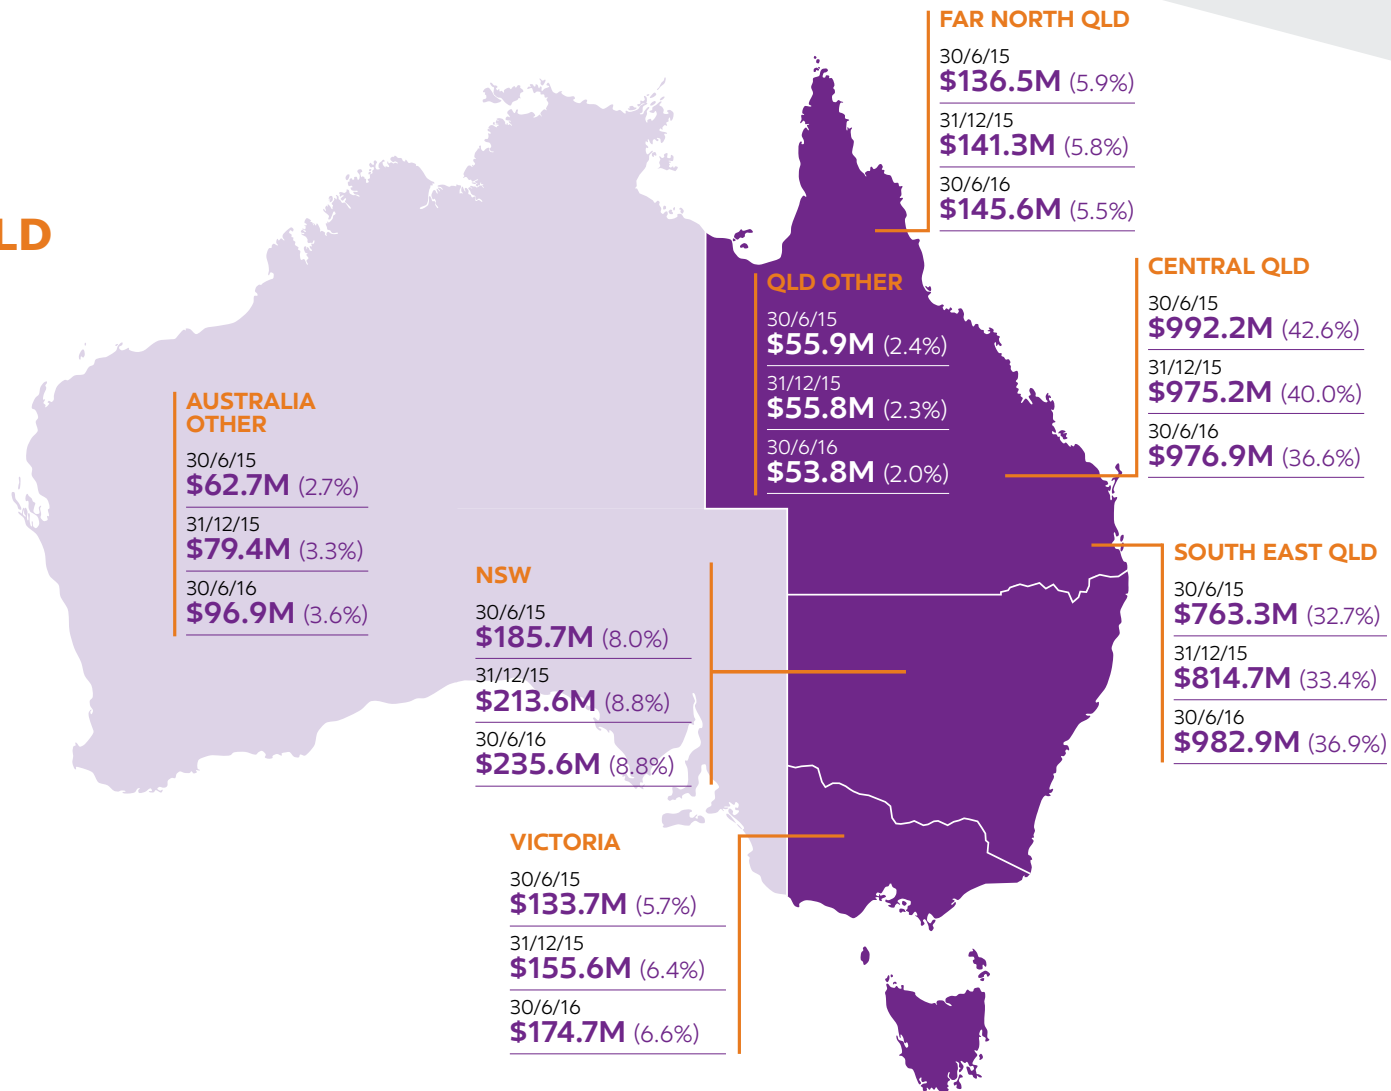 LD
FAR NORTH QLD
30/6/15
$136.5M (5.9%)
31/12/15
$141.3M (5.8%)
30/6/16
$145.6M (5.5%)
QLD OTHER
30/6/15
$55.9M (2.4%)
31/12/15
$55.8M (2.3%)
30/6/16
$53.8M (2.0%)
CENTRAL QLD
30/6/15
$992.2M (42.6%)
31/12/15
$975.2M (40.0%)
30/6/16
$976.9M (36.6%)
AUSTRALIA
OTHER
30/6/15
$62.7M (2.7%)
31/12/15
$79.4M (3.3%)
30/6/16
$96.9M (3.6%)
NSW
30/6/15
$185.7M (8.0%)
31/12/15
$213.6M (8.8%)
30/6/16
$235.6M (8.8%)
SOUTH EAST QLD
30/6/15
$763.3M (32.7%)
31/12/15
$814.7M (33.4%)
30/6/16
$982.9M (36.9%)
VICTORIA
30/6/15
$133.7M (5.7%)
31/12/15
$155.6M (6.4%)
30/6/16
$174.7M (6.6%)